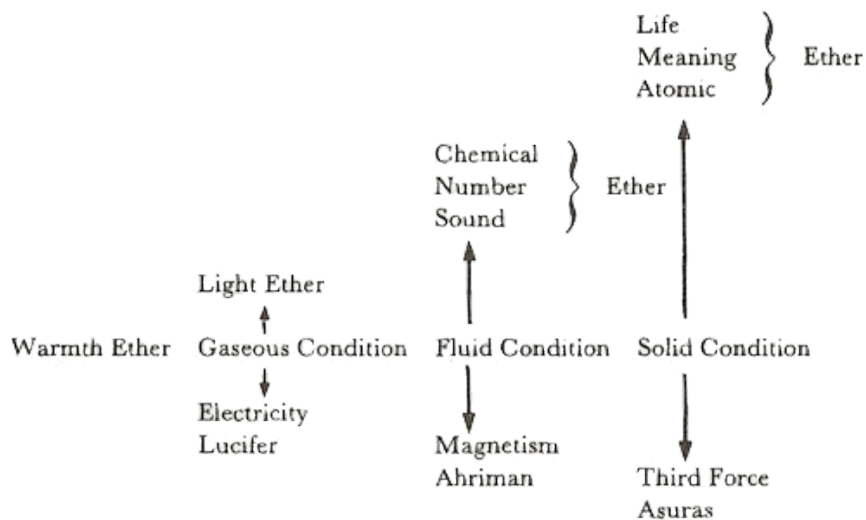 Life
Meaning
Atomic
Ether
Chemical
Number
Sound
Ether
Light Ether
Warmth Ether Gaseous Condition Fluid Condition Solid Condition
Electricity
Lucifer
Magnetism
Ahriman
Third Force
Asuras